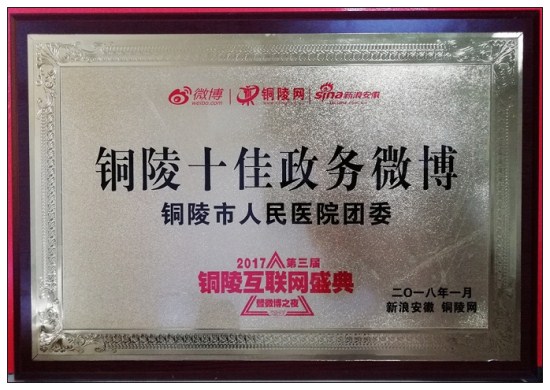 微博 铜陵网 sina新浪安徽
weibo.com
铜陵十佳政务微博
铜陵市人民医院团委
2017 第三届
铜陵互联网盛典
暨微博之夜
二〇一八年一月
新浪安徽 铜陵网